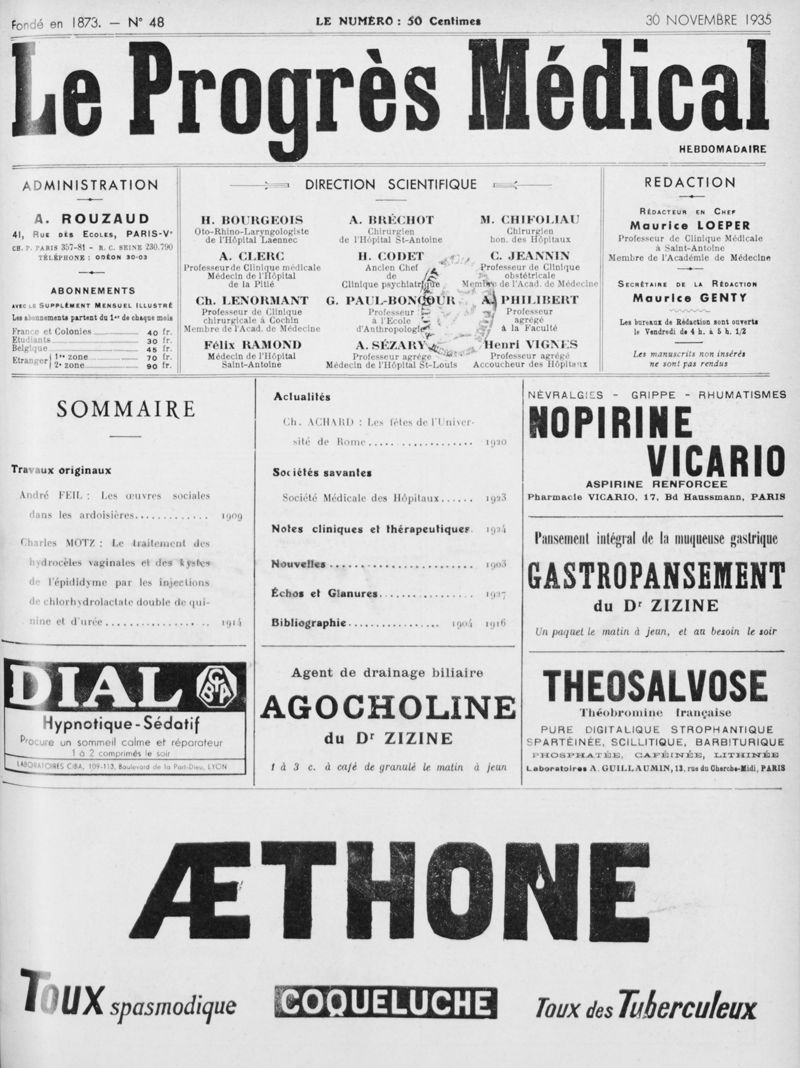 Fondé en 1873. — N° 48
LE NUMÉRO : 50 Centimes
30 NOVEMBRE 1935
Le Progrès Médical
HEBDOMADAIRE
ADMINISTRATION
A. ROUZAUD
41, RUE DES ECOLES, PARIS-Ve
CH. P. PARIS 357-81 - R. C. SEINE 230.790
TÉLÉPHONE : ODÉON 30-03
ABONNEMENTS
AVEC LE SUPPLÉMENT MENSUEL ILLUSTRÉ
Les abonnements partent du 1er de chaque mois
France et Colonies 40 fr.
Etudiants 30 fr.
Belgique 45 fr.
Etranger 1re zone 70 fr.
2e zone 90 fr.
DIRECTION SCIENTIFIQUE
H. BOURGEOIS
Oto-Rhino-Laryngologiste
de l'Hôpital Laennec
A. CLERC
Professeur de Clinique médicale
Médecin de l'Hôpital
de la Pitié
Ch. LENORMANT
Professeur de Clinique
chirurgicale à Cochin
Membre de l'Acad. de Médecine
Félix RAMOND
Médecin de l'Hôpital
Saint-Antoine
A. BRÉCHOT
Chirurgien
de l'Hôpital St-Antoine
H. CODET
Ancien Chef
de
Clinique psychiatrique
G. PAUL-BONCOUR
Professeur
à l'Ecole
d'Anthropologie
A. SÉZARY
Professeur agrégé
Médecin de l'Hôpital St-Louis
M. CHIFOLIAU
Chirurgien
hon. des Hôpitaux
C. JEANNIN
Professeur de Clinique
obstétricale
Membre de l'Acad. de Médecine
A. PHILIBERT
Professeur
agrégé
à la Faculté
Henri VIGNES
Professeur agrégé
Accoucheur des Hôpitaux
REDACTION
RÉDACTEUR EN CHEF
Maurice LOEPER
Professeur de Clinique Médicale
à Saint-Antoine
Membre de l'Académie de Médecine
SECRÉTAIRE DE LA RÉDACTION
Maurice GENTY
Les bureaux de Rédaction sont ouverts
le Vendredi de 4 h. à 5 h. 1/2
Les manuscrits non insérés
ne sont pas rendus
SOMMAIRE
Travaux originaux
André FEIL : Les œuvres sociales
dans les ardoisières............ 1909
Charles MOTZ : Le traitement des
hydrocèles vaginales et des kystes
de l'épididyme par les injections
de chlorhydrolactate double de qui-
nine et d'urée.................. 1914
Actualités
Ch. ACHARD : Les fêtes de l'Univer-
sité de Rome.................. 1920
Sociétés savantes
Société Médicale des Hôpitaux...... 1923
Notes cliniques et thérapeutiques. 1924
Nouvelles........................ 1903
Échos et Glanures................ 1927
Bibliographie................ 1904 1916
NÉVRALGIES - GRIPPE - RHUMATISMES
NOPIRINE
VICARIO
ASPIRINE RENFORCEE
Pharmacie VICARIO, 17, Bd Haussmann, PARIS
Pansement intégral de la muqueuse gastrique
GASTROPANSEMENT
du Dr ZIZINE
Un paquet le matin à jeun, et au besoin le soir
DIAL
CIBA
Hypnotique-Sédatif
Procure un sommeil calme et réparateur
1 à 2 comprimés le soir
LABORATOIRES CIBA, 109-113, Boulevard de la Part-Dieu, LYON
Agent de drainage biliaire
AGOCHOLINE
du Dr ZIZINE
1 à 3 c. à café de granulé le matin à jeun
THEOSALVOSE
Théobromine française
PURE DIGITALIQUE STROPHANTIQUE
SPARTÉINÉE, SCILLITIQUE, BARBITURIQUE
PHOSPHATÉE, CAFÉINÉE, LITHINÉE
Laboratoires A. GUILLAUMIN, 13, rue du Cherche-Midi, PARIS
ÆTHONE
Toux spasmodique
COQUELUCHE
Toux des Tuberculeux